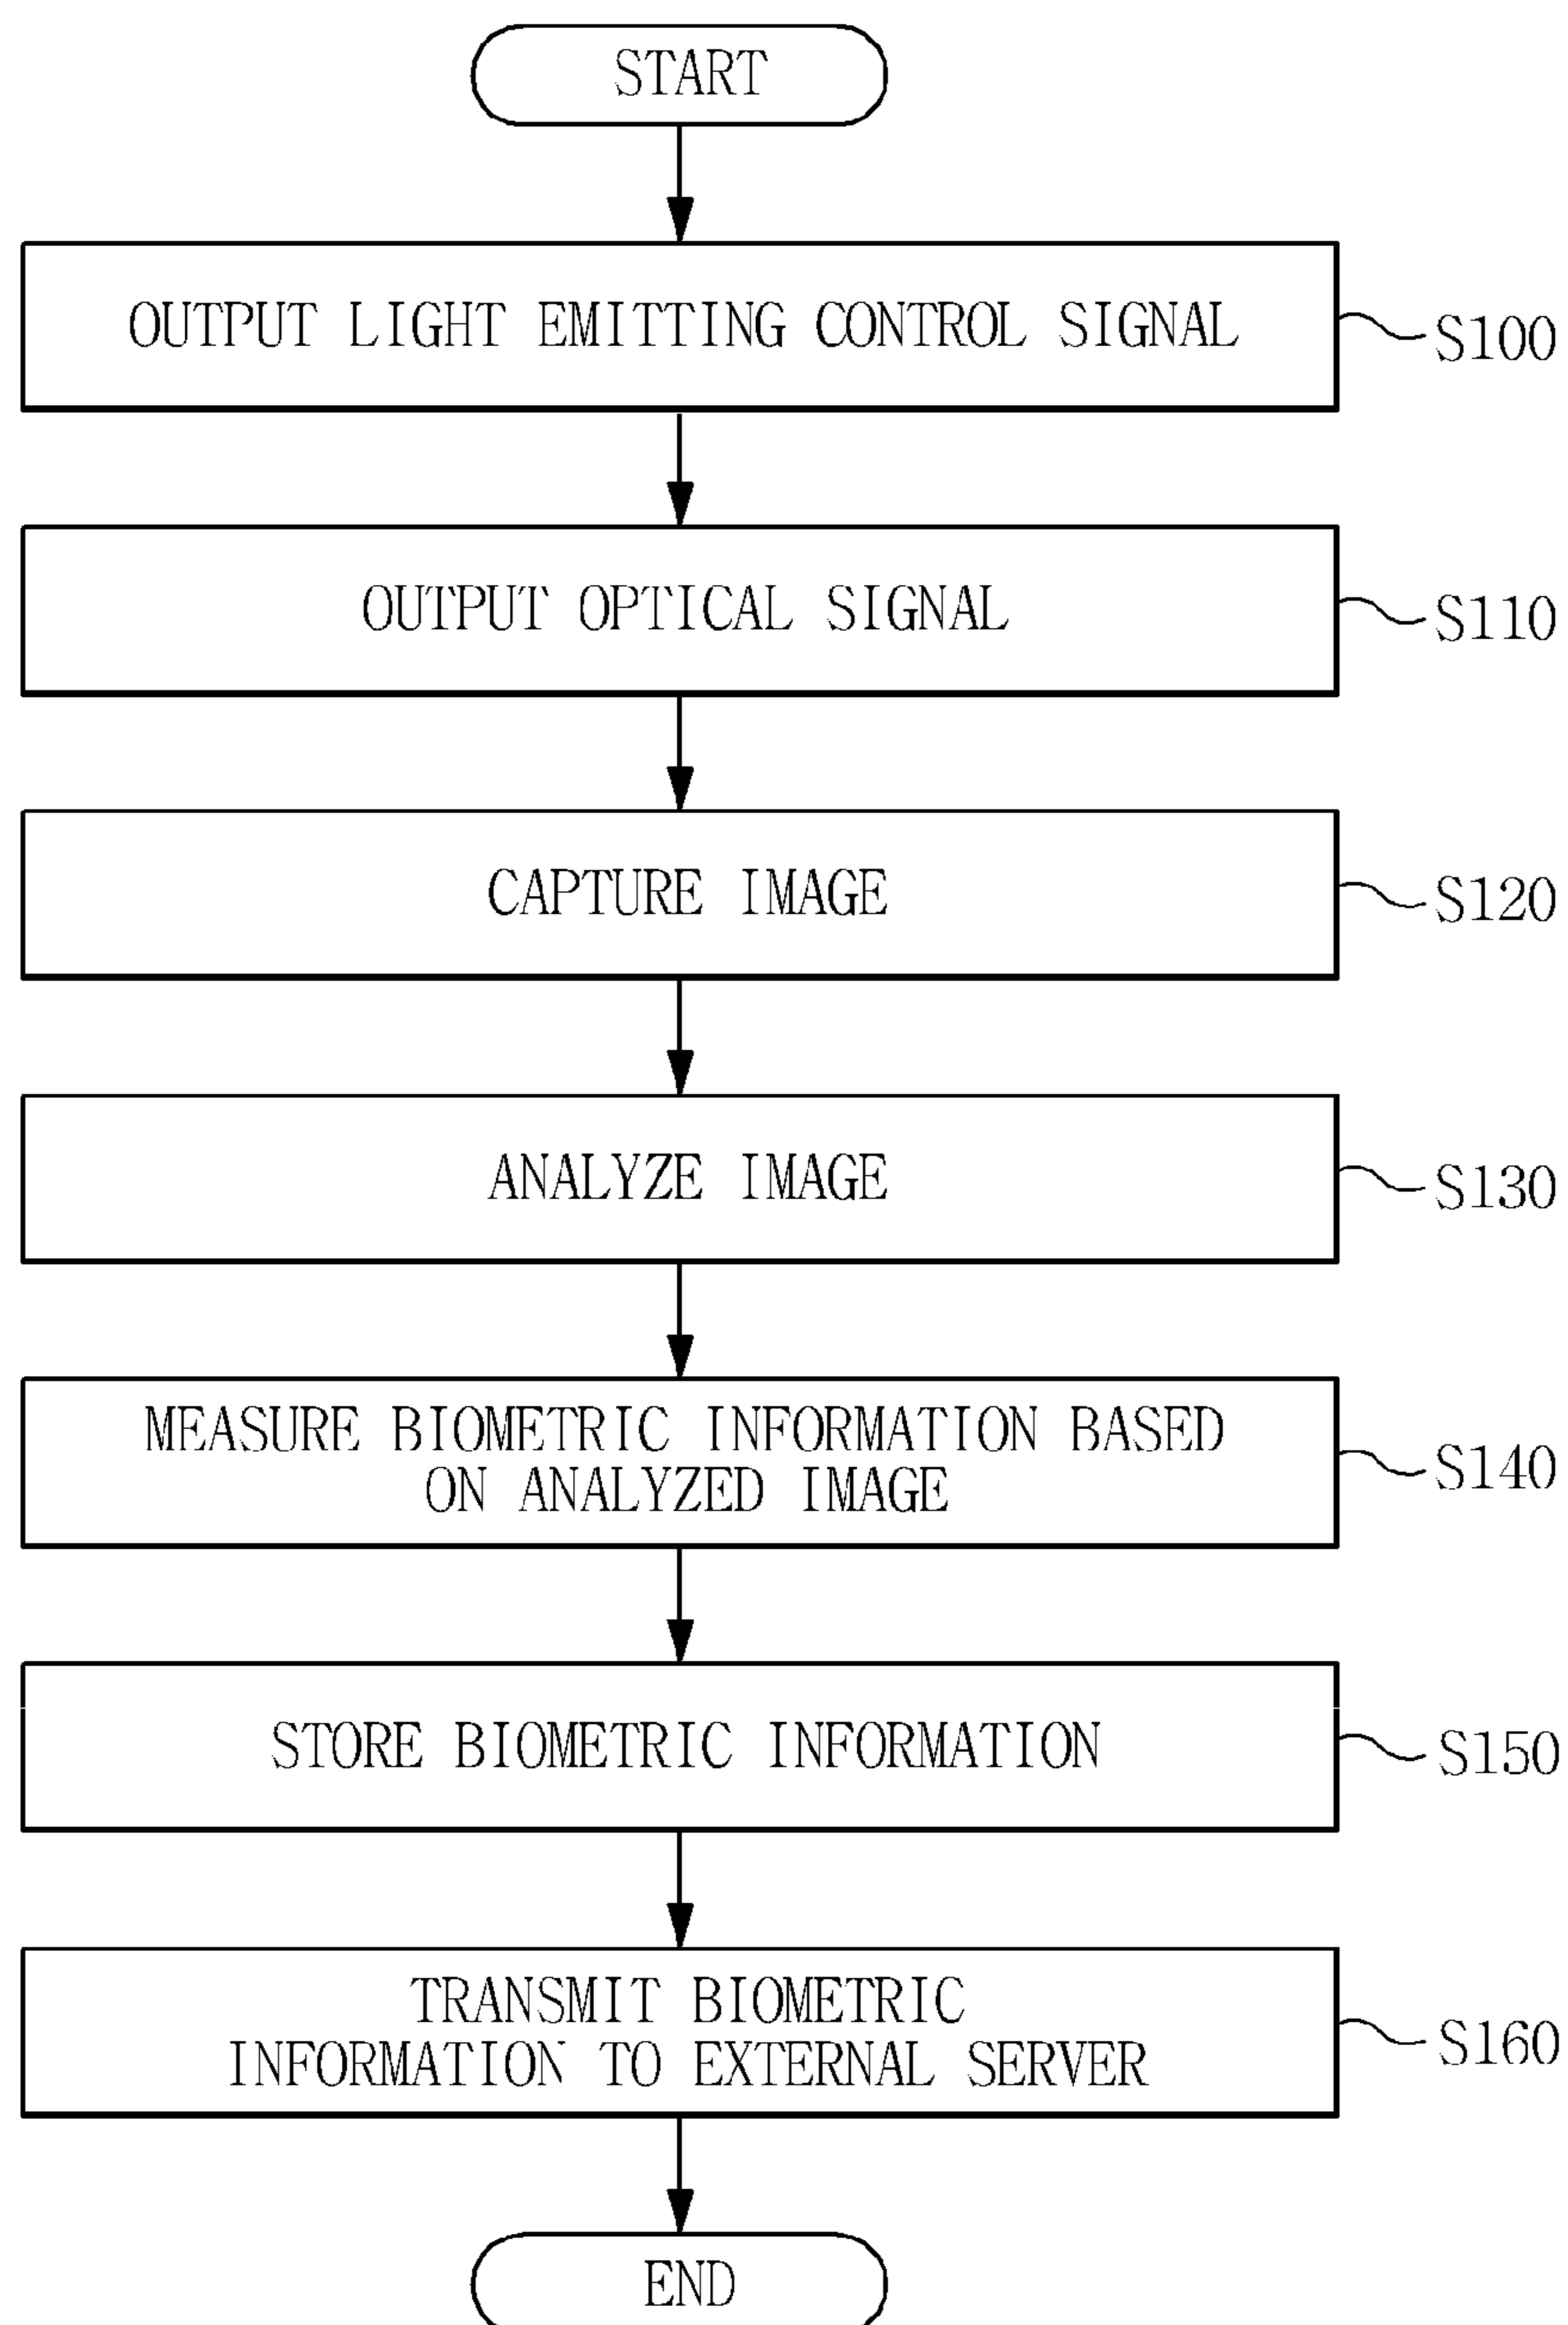 START
OUTPUT LIGHT EMITTING CONTROL SIGNAL
S100
OUTPUT OPTICAL SIGNAL
S110
CAPTURE IMAGE
S120
ANALYZE IMAGE
S130
MEASURE BIOMETRIC INFORMATION BASED
ON ANALYZED IMAGE
S140
STORE BIOMETRIC INFORMATION
S150
TRANSMIT BIOMETRIC
INFORMATION TO EXTERNAL SERVER
S160
END